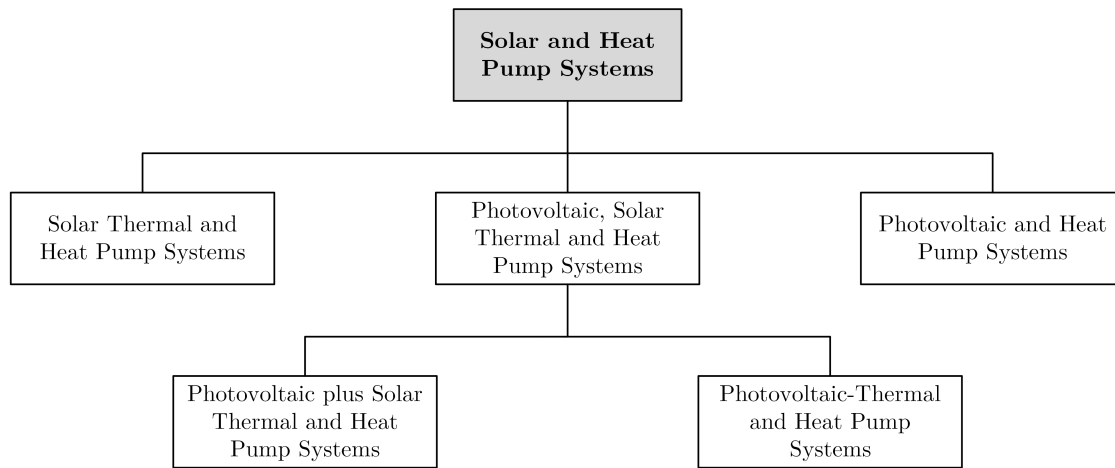 Solar and Heat
Pump Systems
Solar Thermal and
Heat Pump Systems
Photovoltaic, Solar
Thermal and Heat
Pump Systems
Photovoltaic and Heat
Pump Systems
Photovoltaic plus Solar
Thermal and Heat
Pump Systems
Photovoltaic-Thermal
and Heat Pump
Systems